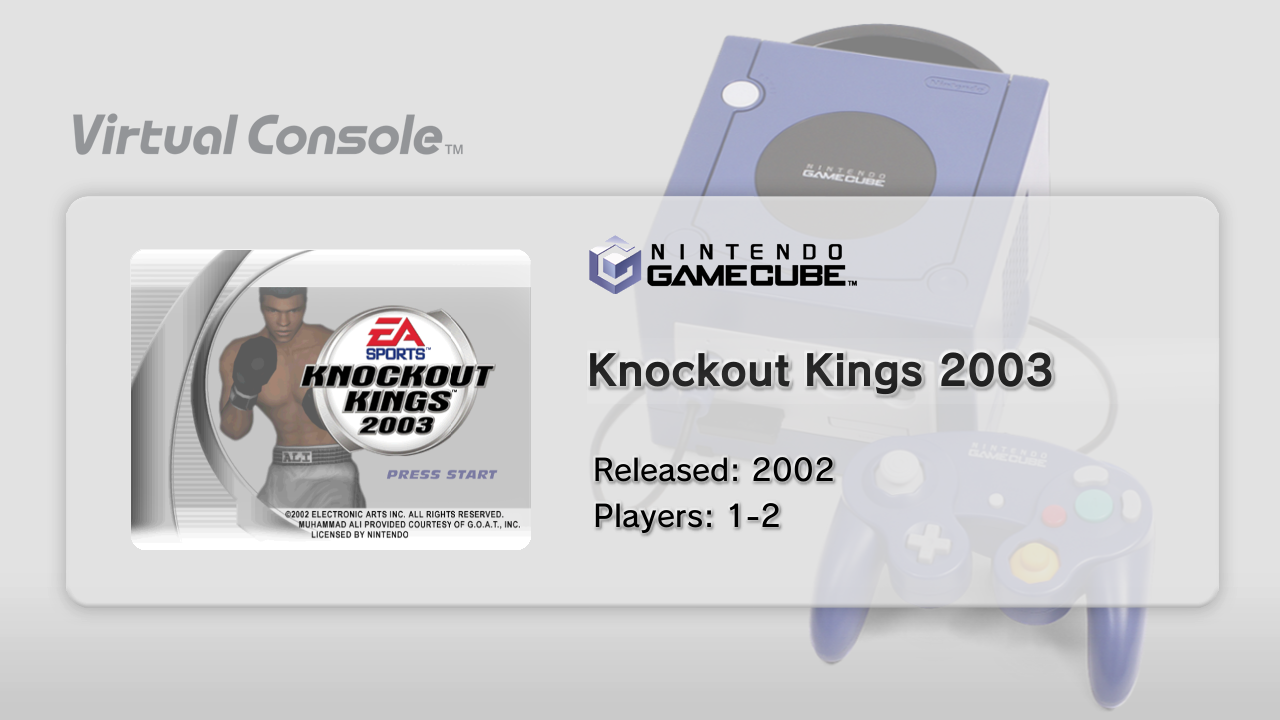 Nintendo
Virtual Console™
NINTENDO
GAMECUBE
NINTENDO
GAMECUBE™
EA
SPORTS™
KNOCKOUT
KINGS™
2003
ALI
PRESS START
©2002 ELECTRONIC ARTS INC. ALL RIGHTS RESERVED.
MUHAMMAD ALI PROVIDED COURTESY OF G.O.A.T., INC.
LICENSED BY NINTENDO
Knockout Kings 2003
Released: 2002
Players: 1-2
NINTENDO
GAMECUBE